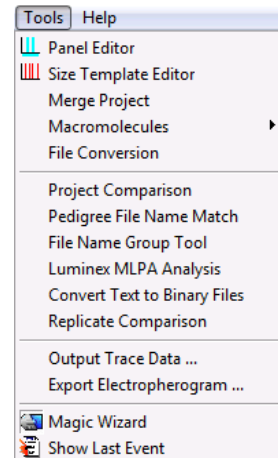 Tools Help
Panel Editor
Size Template Editor
Merge Project
Macromolecules
File Conversion
Project Comparison
Pedigree File Name Match
File Name Group Tool
Luminex MLPA Analysis
Convert Text to Binary Files
Replicate Comparison
Output Trace Data ...
Export Electropherogram ...
Magic Wizard
Show Last Event